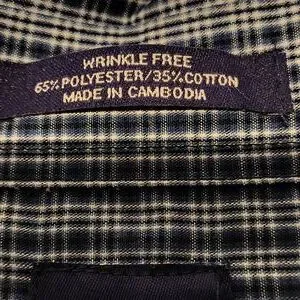 WRINKLE FREE
65% POLYESTER/35% COTTON
MADE IN CAMBODIA